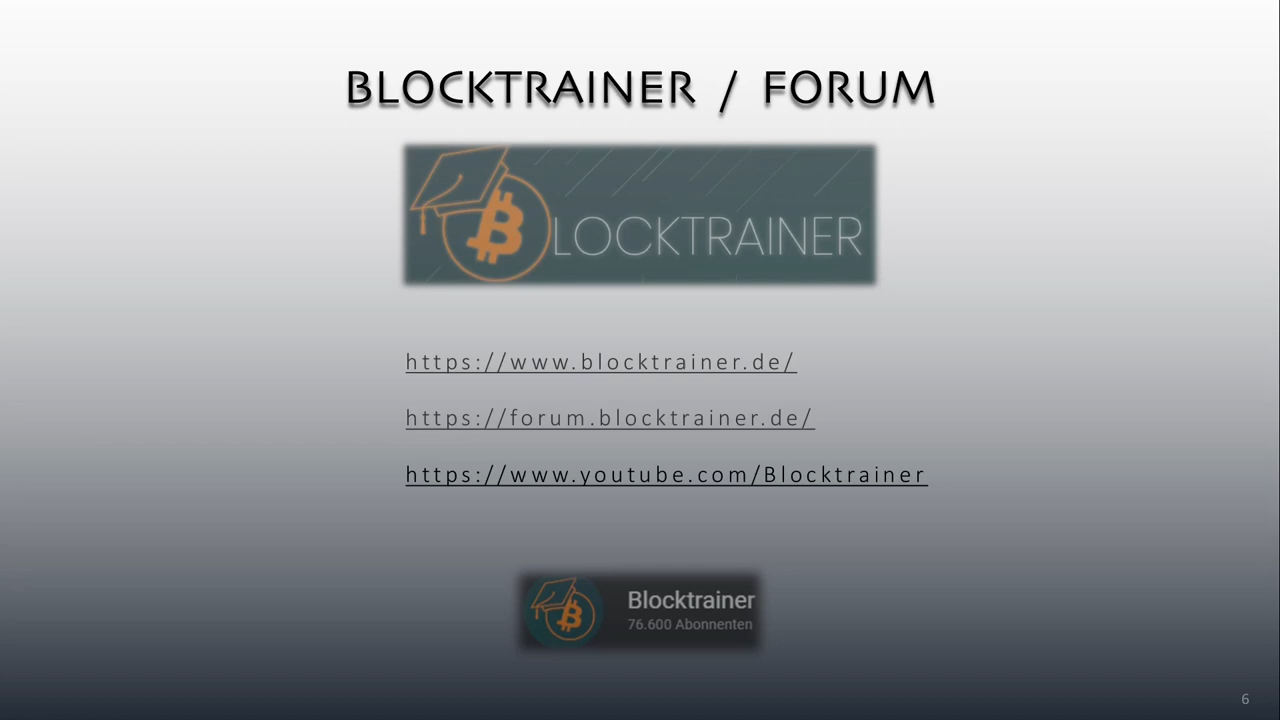 BLOCKTRAINER / FORUM
BLOCKTRAINER
https://www.blocktrainer.de/
https://forum.blocktrainer.de/
https://www.youtube.com/Blocktrainer
Blocktrainer
76.600 Abonnenten
6